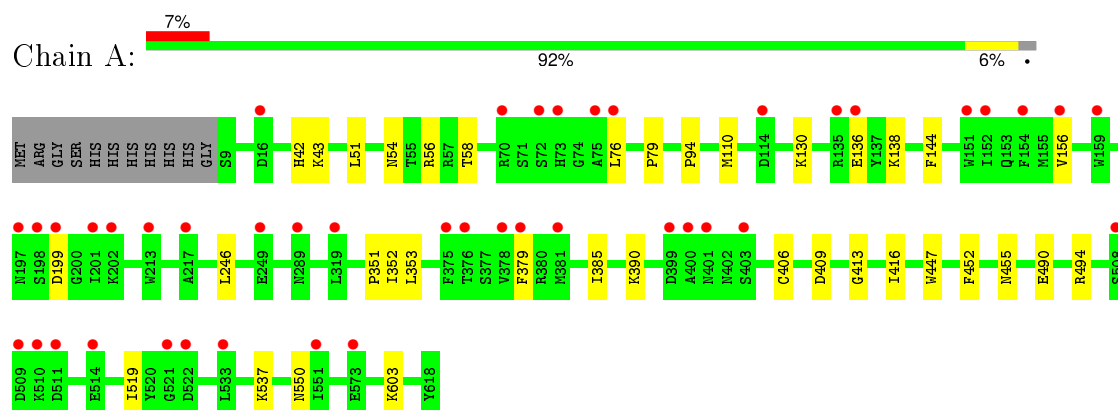 7%
Chain A:
92% 6% •
MET ARG GLY SER HIS HIS HIS HIS HIS HIS GLY S9 D16 H42 K43 L51 N54 T55 R56 R57 T58 R70 S71 S72 H73 G74 A75 L76 P79 P94 M110 D114 K130 R135 E136 Y137 K138 F144 W151 I152 Q153 F154 M155 V156 W159
N197 S198 D199 G200 I201 K202 W213 A217 L246 E249 N289 L319 P351 I352 L353 F375 T376 S377 V378 F379 R380 M381 I385 K390 D399 A400 N401 N402 S403 C406 D409 G413 I416 W447 F452 N455 E490 R494 S508
D509 K510 D511 E514 I519 Y520 G521 D522 L533 K537 N550 I551 E573 K603 Y618